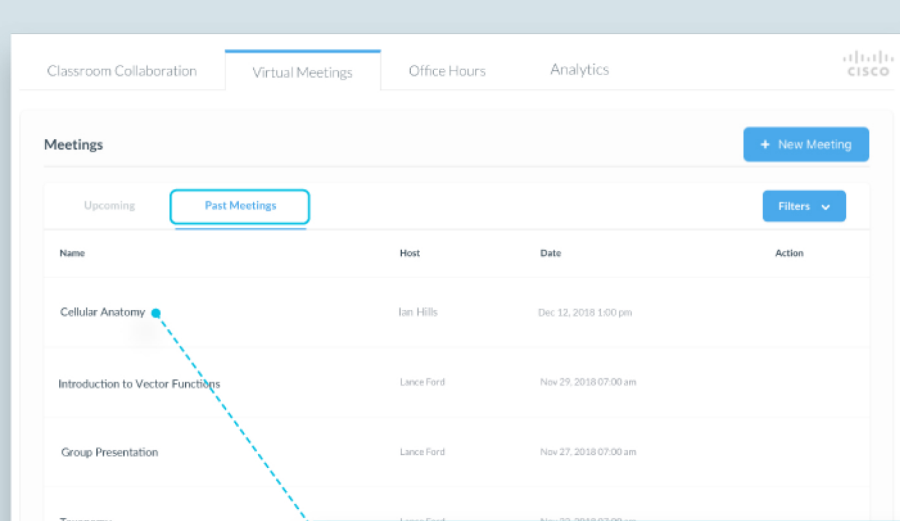 Classroom Collaboration Virtual Meetings Office Hours Analytics CISCO
Meetings + New Meeting
Upcoming Past Meetings Filters
Name Host Date Action
Cellular Anatomy Ian Hills Dec 12, 2018 1:00 pm
Introduction to Vector Functions Lance Ford Nov 29, 2018 07:00 am
Group Presentation Lance Ford Nov 27, 2018 07:00 am